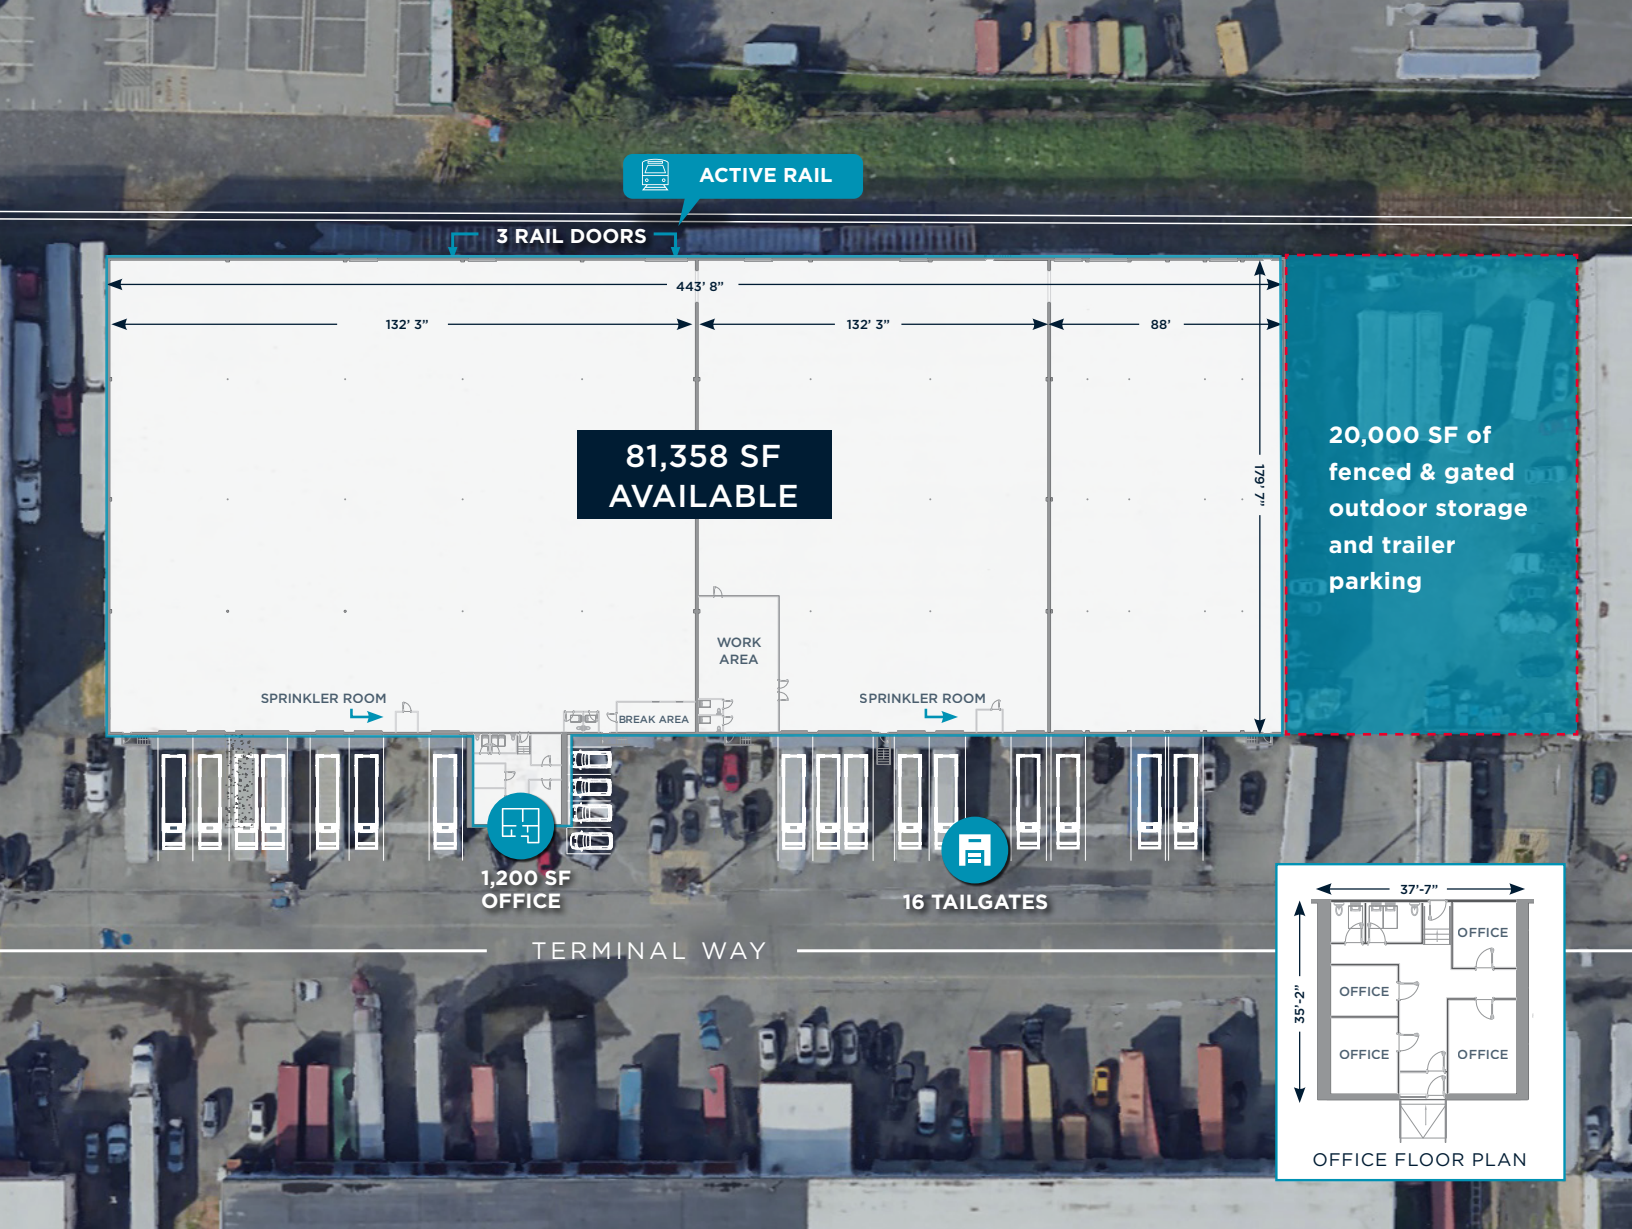 ACTIVE RAIL
3 RAIL DOORS
443’ 8”
132’ 3”
132’ 3”
88’
179’ 7”
81,358 SF
AVAILABLE
20,000 SF of
fenced & gated
outdoor storage
and trailer
parking
WORK
AREA
SPRINKLER ROOM
BREAK AREA
SPRINKLER ROOM
1,200 SF
OFFICE
16 TAILGATES
TERMINAL WAY
37’-7”
35’-2”
OFFICE
OFFICE
OFFICE
OFFICE
OFFICE FLOOR PLAN